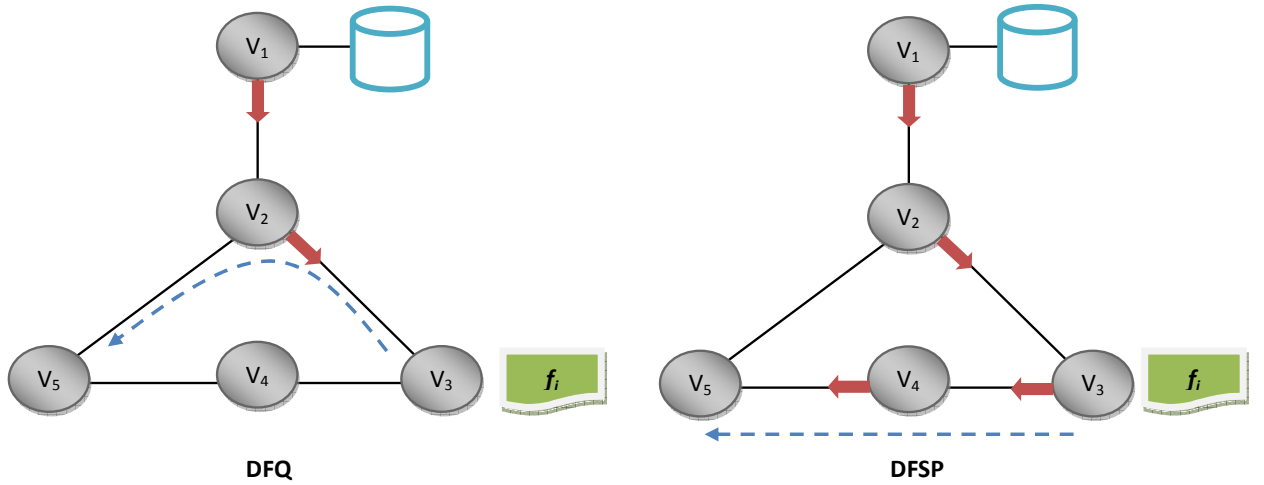 V₁
V₂
V₅
V₄
V₃
fᵢ
DFQ
V₁
V₂
V₅
V₄
V₃
fᵢ
DFSP